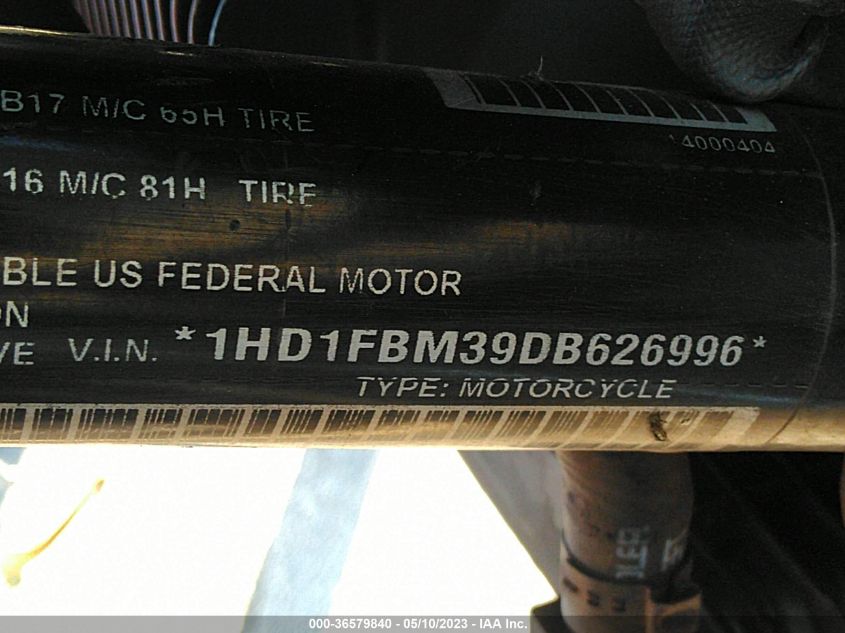 B17 M/C 65H TIRE
14000404
16 M/C 81H TIRE
BLE US FEDERAL MOTOR
ON
VE V.I.N. *1HD1FBM39DB626996*
TYPE: MOTORCYCLE
000-36579840 - 05/10/2023 - IAA Inc.